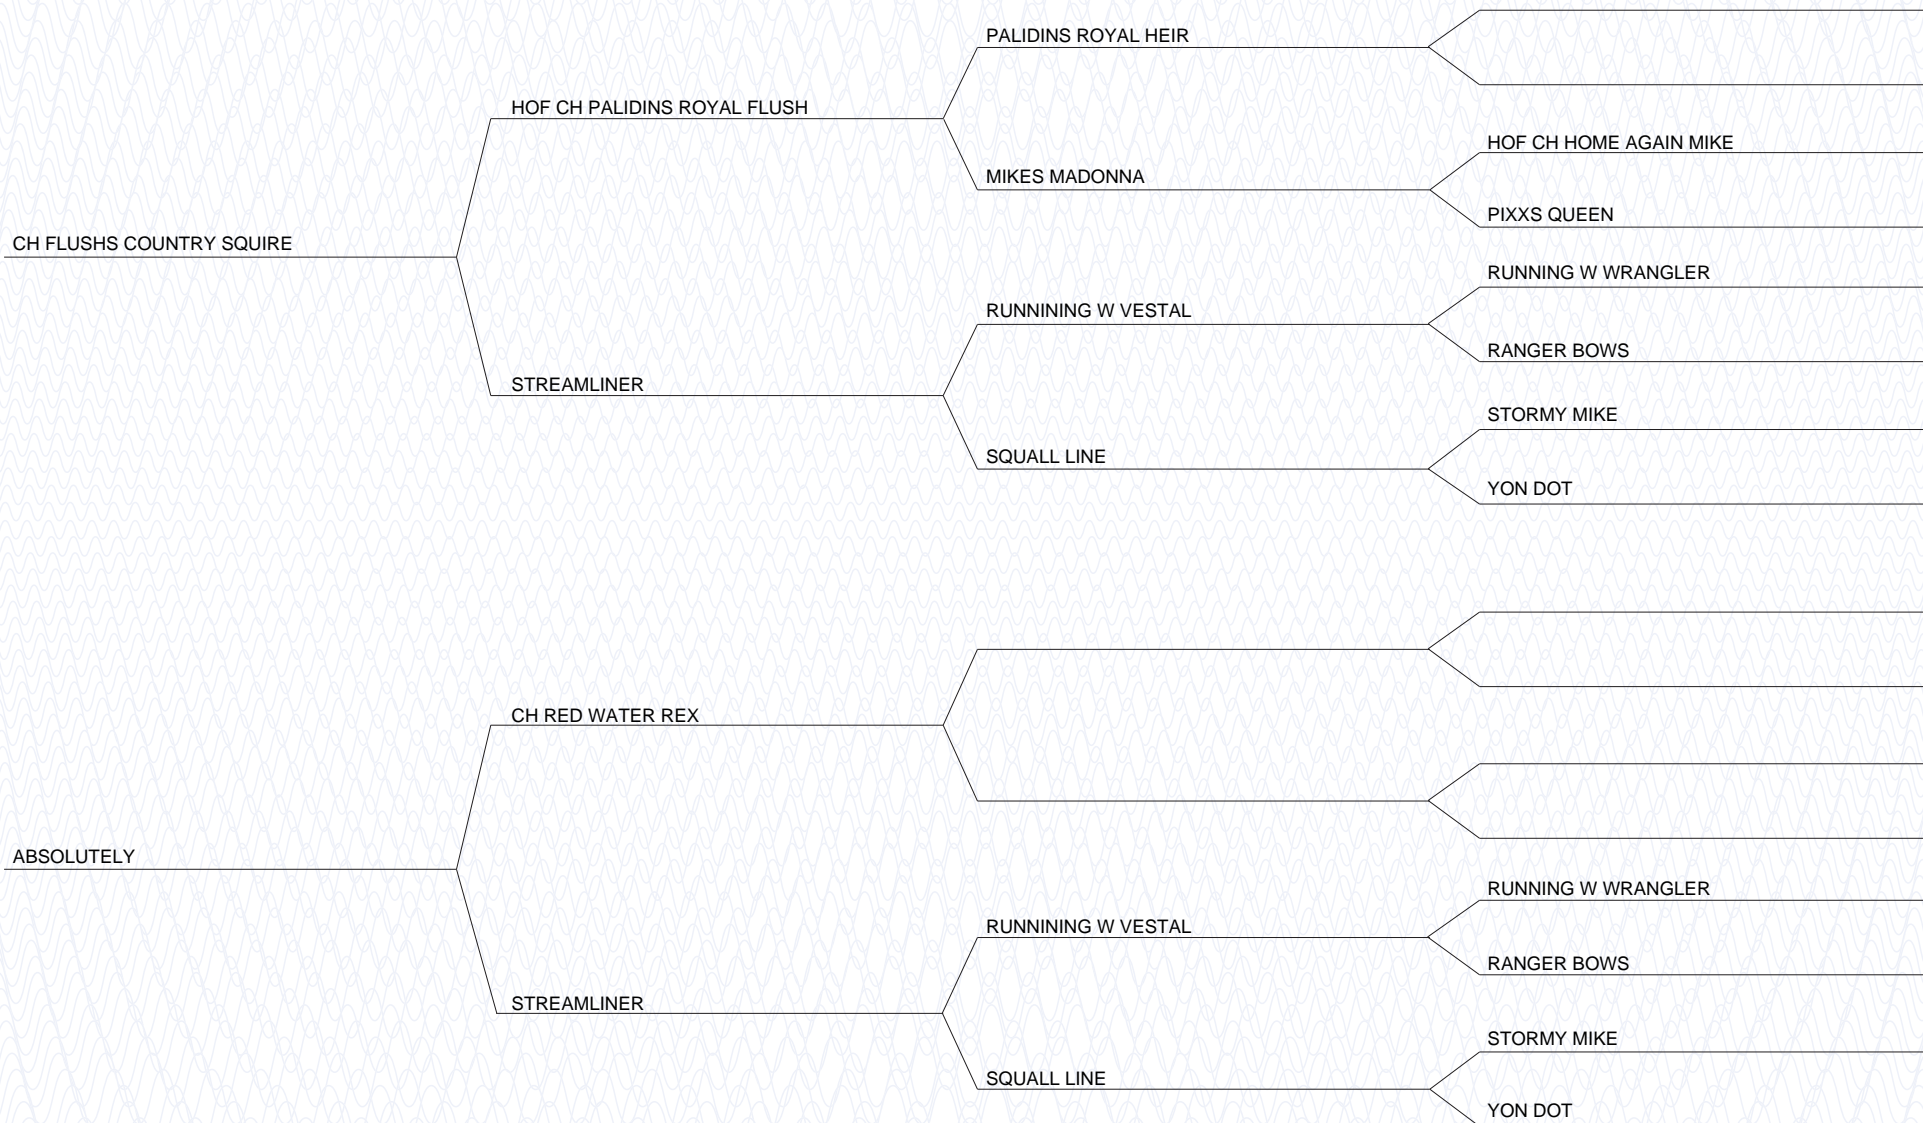 PALIDINS ROYAL HEIR
HOF CH PALIDINS ROYAL FLUSH
HOF CH HOME AGAIN MIKE
MIKES MADONNA
PIXXS QUEEN
CH FLUSHS COUNTRY SQUIRE
RUNNING W WRANGLER
RUNNINING W VESTAL
RANGER BOWS
STREAMLINER
STORMY MIKE
SQUALL LINE
YON DOT
CH RED WATER REX
ABSOLUTELY
RUNNING W WRANGLER
RUNNINING W VESTAL
RANGER BOWS
STREAMLINER
STORMY MIKE
SQUALL LINE
YON DOT